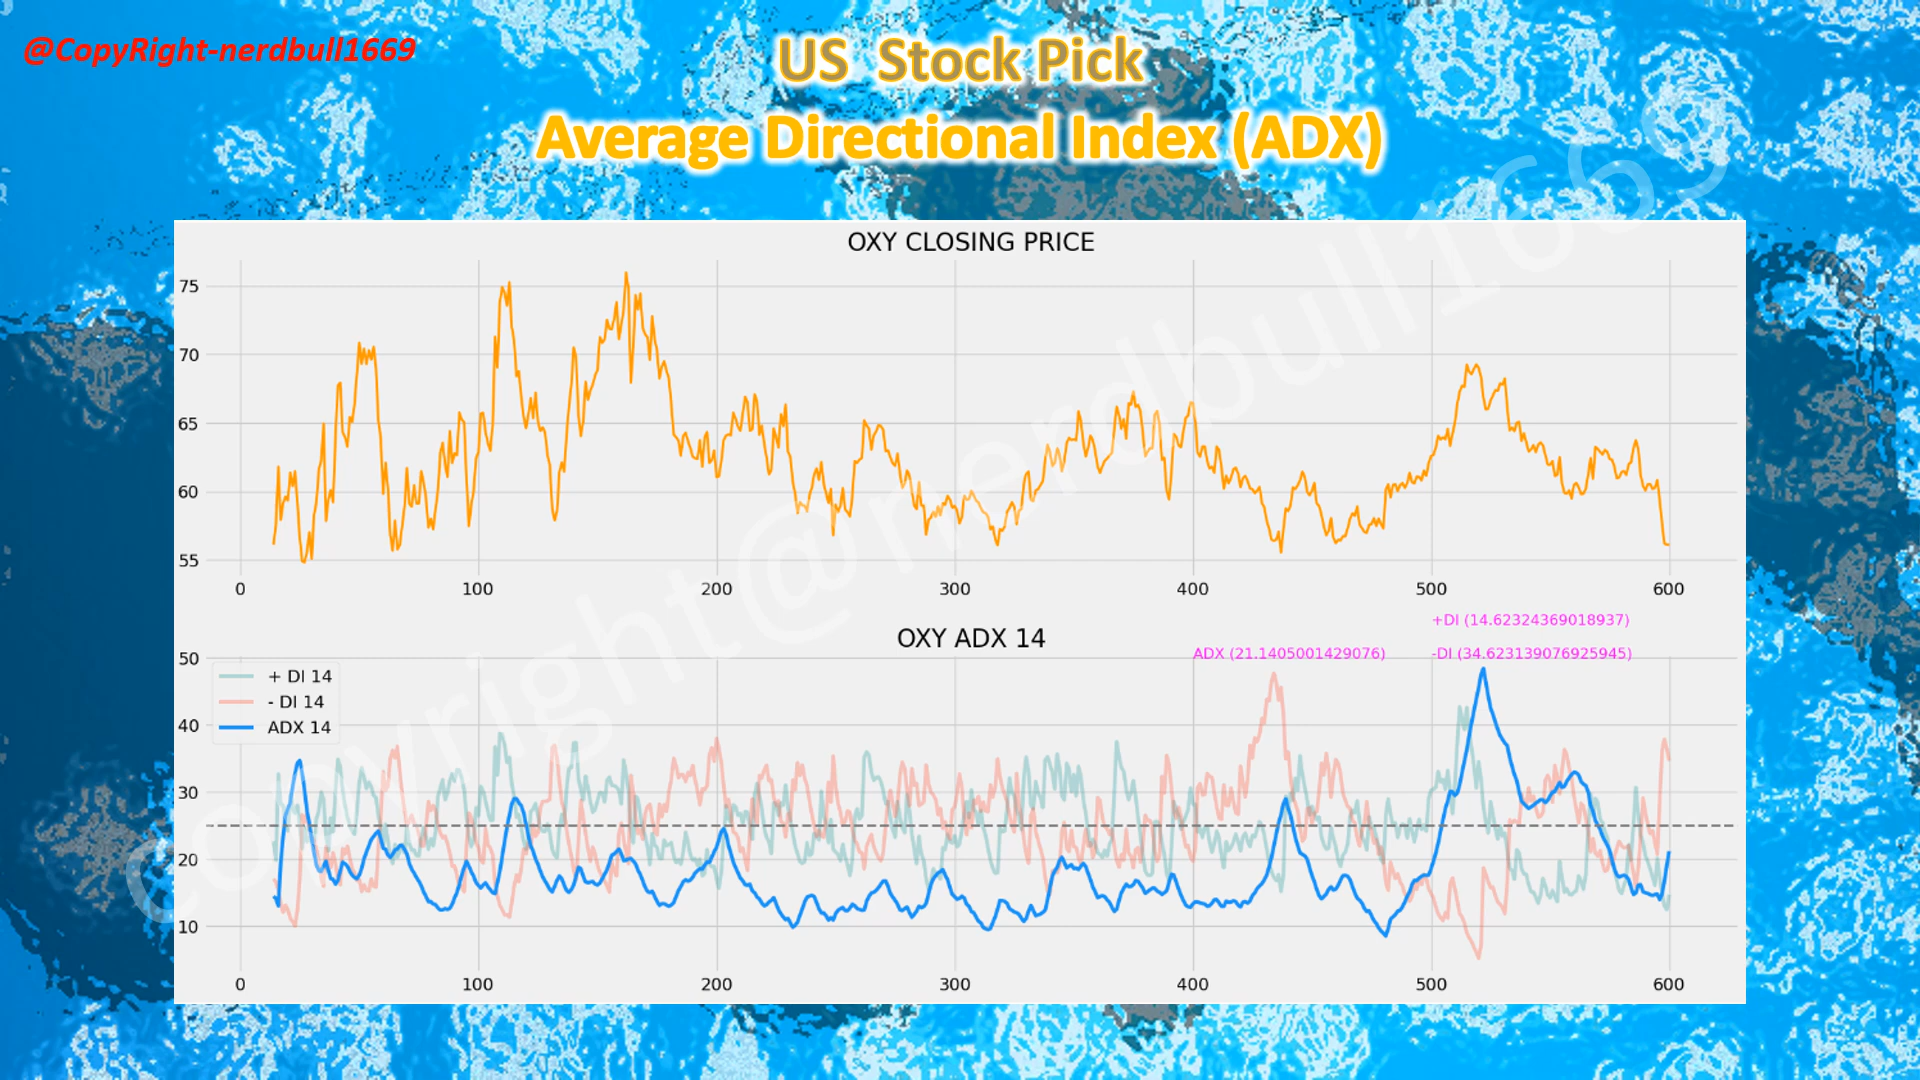 @CopyRight-nerdbull1669
US Stock Pick
Average Directional Index (ADX)
copyright@nerdbull1669
OXY CLOSING PRICE
75
70
65
60
55
0 100 200 300 400 500 600
+DI (14.62324369018937)
OXY ADX 14
ADX (21.1405001429076) -DI (34.623139076925945)
50
40
30
20
10
+ DI 14
- DI 14
ADX 14
0 100 200 300 400 500 600